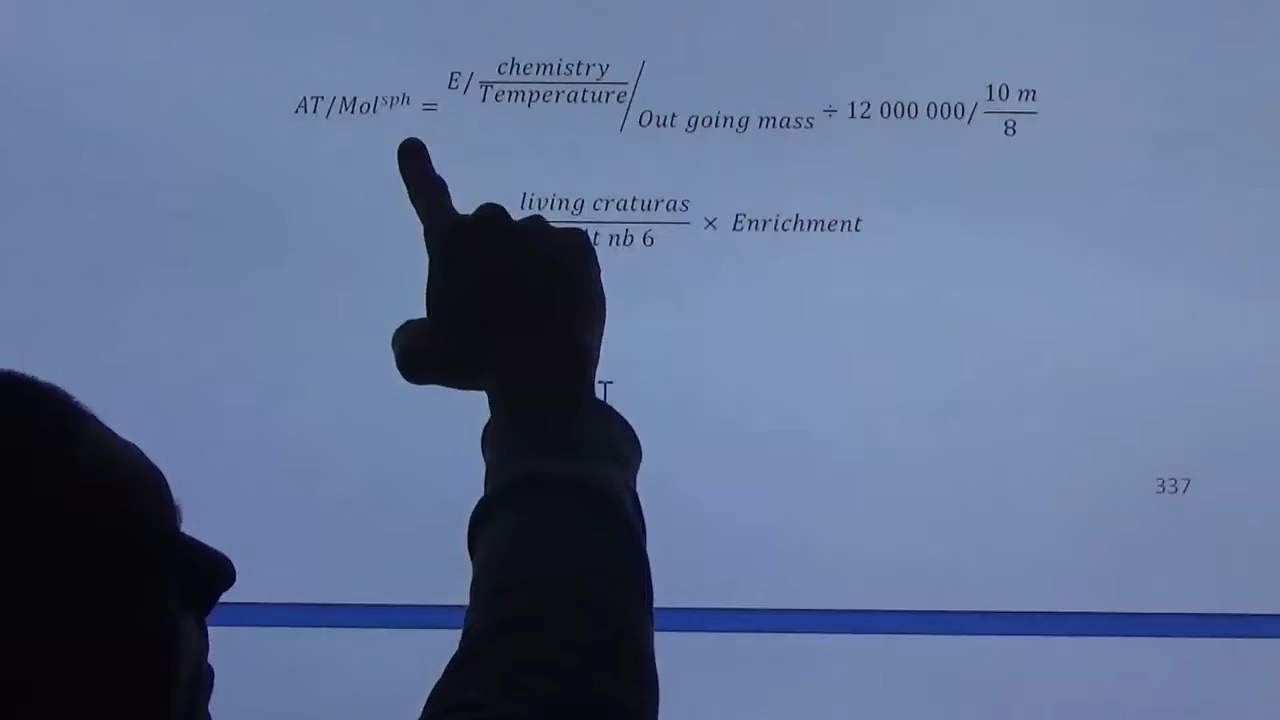 AT/Mol^sph = E/ chemistry/Temperature / Out going mass ÷ 12 000 000/ 10 m/8
living craturas/t nb 6 × Enrichment
337